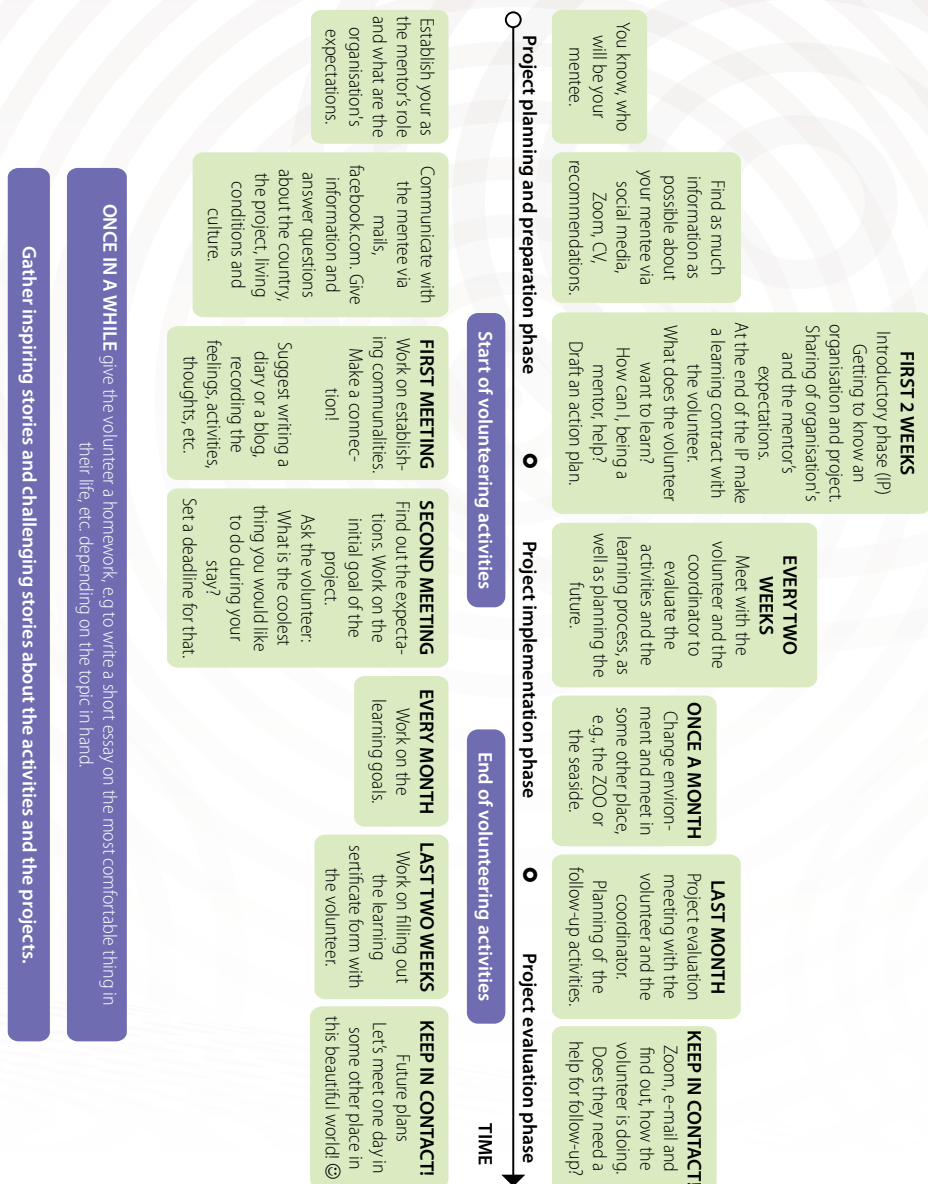 You know, who
will be your
mentee.
Find as much
information as
possible about
your mentee via
social media,
Zoom, CV,
recommendations.
FIRST 2 WEEKS
Introductory phase (IP)
Getting to know an
organisation and project.
Sharing of organisation's
and the mentor's
expectations.
At the end of the IP make
a learning contract with
the volunteer.
What does the volunteer
want to learn?
How can I, being a
mentor, help?
Draft an action plan.
EVERY TWO
WEEKS
Meet with the
volunteer and the
coordinator to
evaluate the
activities and the
learning process, as
well as planning the
future.
ONCE A MONTH
Change environ-
ment and meet in
some other place,
e.g., the ZOO or
the seaside.
LAST MONTH
Project evaluation
meeting with the
volunteer and the
coordinator.
Planning of the
follow-up activities.
KEEP IN CONTACT!
Zoom, e-mail and
find out, how the
volunteer is doing.
Does they need a
help for follow-up?
Project planning and preparation phase
Project implementation phase
Project evaluation phase
Start of volunteering activities
End of volunteering activities
TIME
Establish your as
the mentor's role
and what are the
organisation's
expectations.
Communicate with
the mentee via
mails,
facebook.com. Give
information and
answer questions
about the country,
the project, living
conditions and
culture.
FIRST MEETING
Work on establish-
ing communalities.
Make a connec-
tion!
Suggest writing a
diary or a blog,
recording the
feelings, activities,
thoughts, etc.
SECOND MEETING
Find out the expecta-
tions. Work on the
initial goal of the
project.
Ask the volunteer:
What is the coolest
thing you would like
to do during your
stay?
Set a deadline for that.
EVERY MONTH
Work on the
learning goals.
LAST TWO WEEKS
Work on filling out
the learning
sertificate form with
the volunteer.
KEEP IN CONTACT!
Future plans
Let's meet one day in
some other place in
this beautiful world! ☺
ONCE IN A WHILE give the volunteer a homework, e.g to write a short essay on the most comfortable thing in
their life, etc. depending on the topic in hand.
Gather inspiring stories and challenging stories about the activities and the projects.